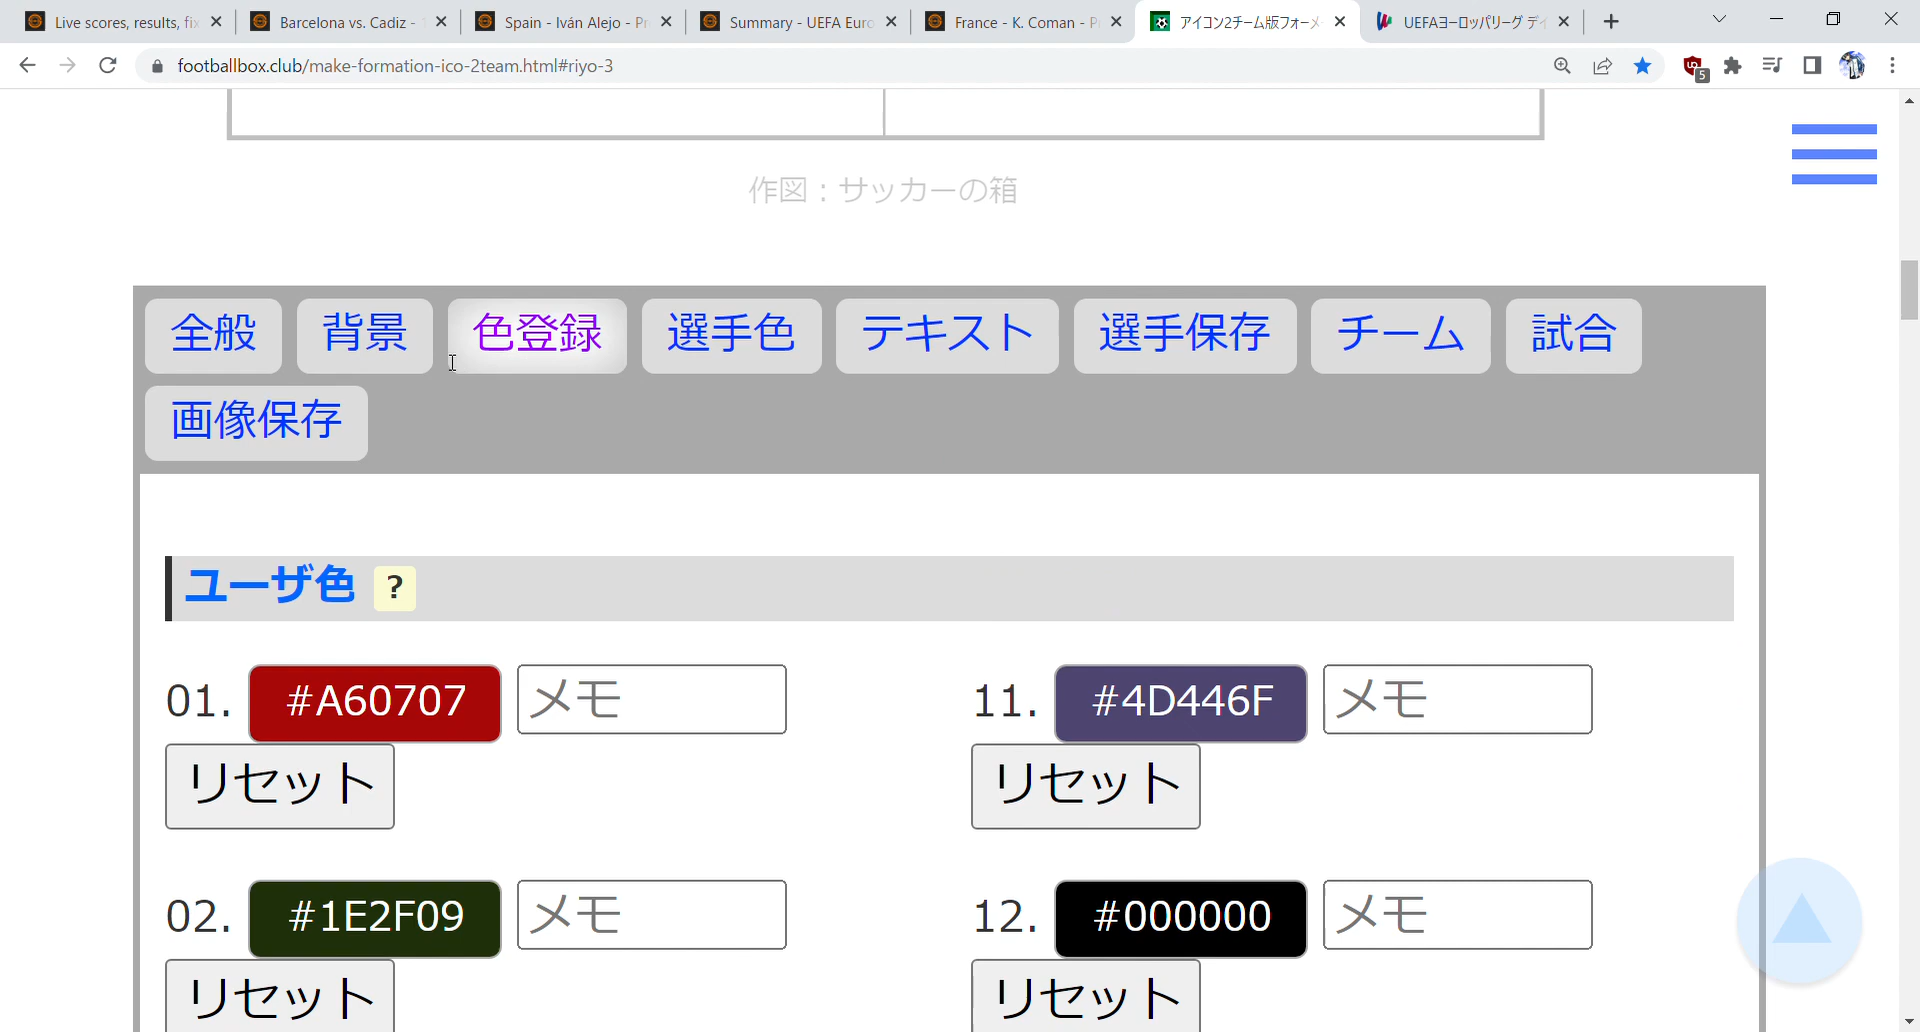 Live scores, results, fix
Barcelona vs. Cadiz -
Spain - Iván Alejo - Pr
Summary - UEFA Euro
France - K. Coman - P
アイコン2チーム版フォーメ
UEFAヨーロッパリーグ デイ
footballbox.club/make-formation-ico-2team.html#riyo-3
5
作図：サッカーの箱
全般 背景 色登録 選手色 テキスト 選手保存 チーム 試合
画像保存
ユーザ色 ?
01. #A60707 メモ 11. #4D446F メモ
リセット リセット
02. #1E2F09 メモ 12. #000000 メモ
リセット リセット